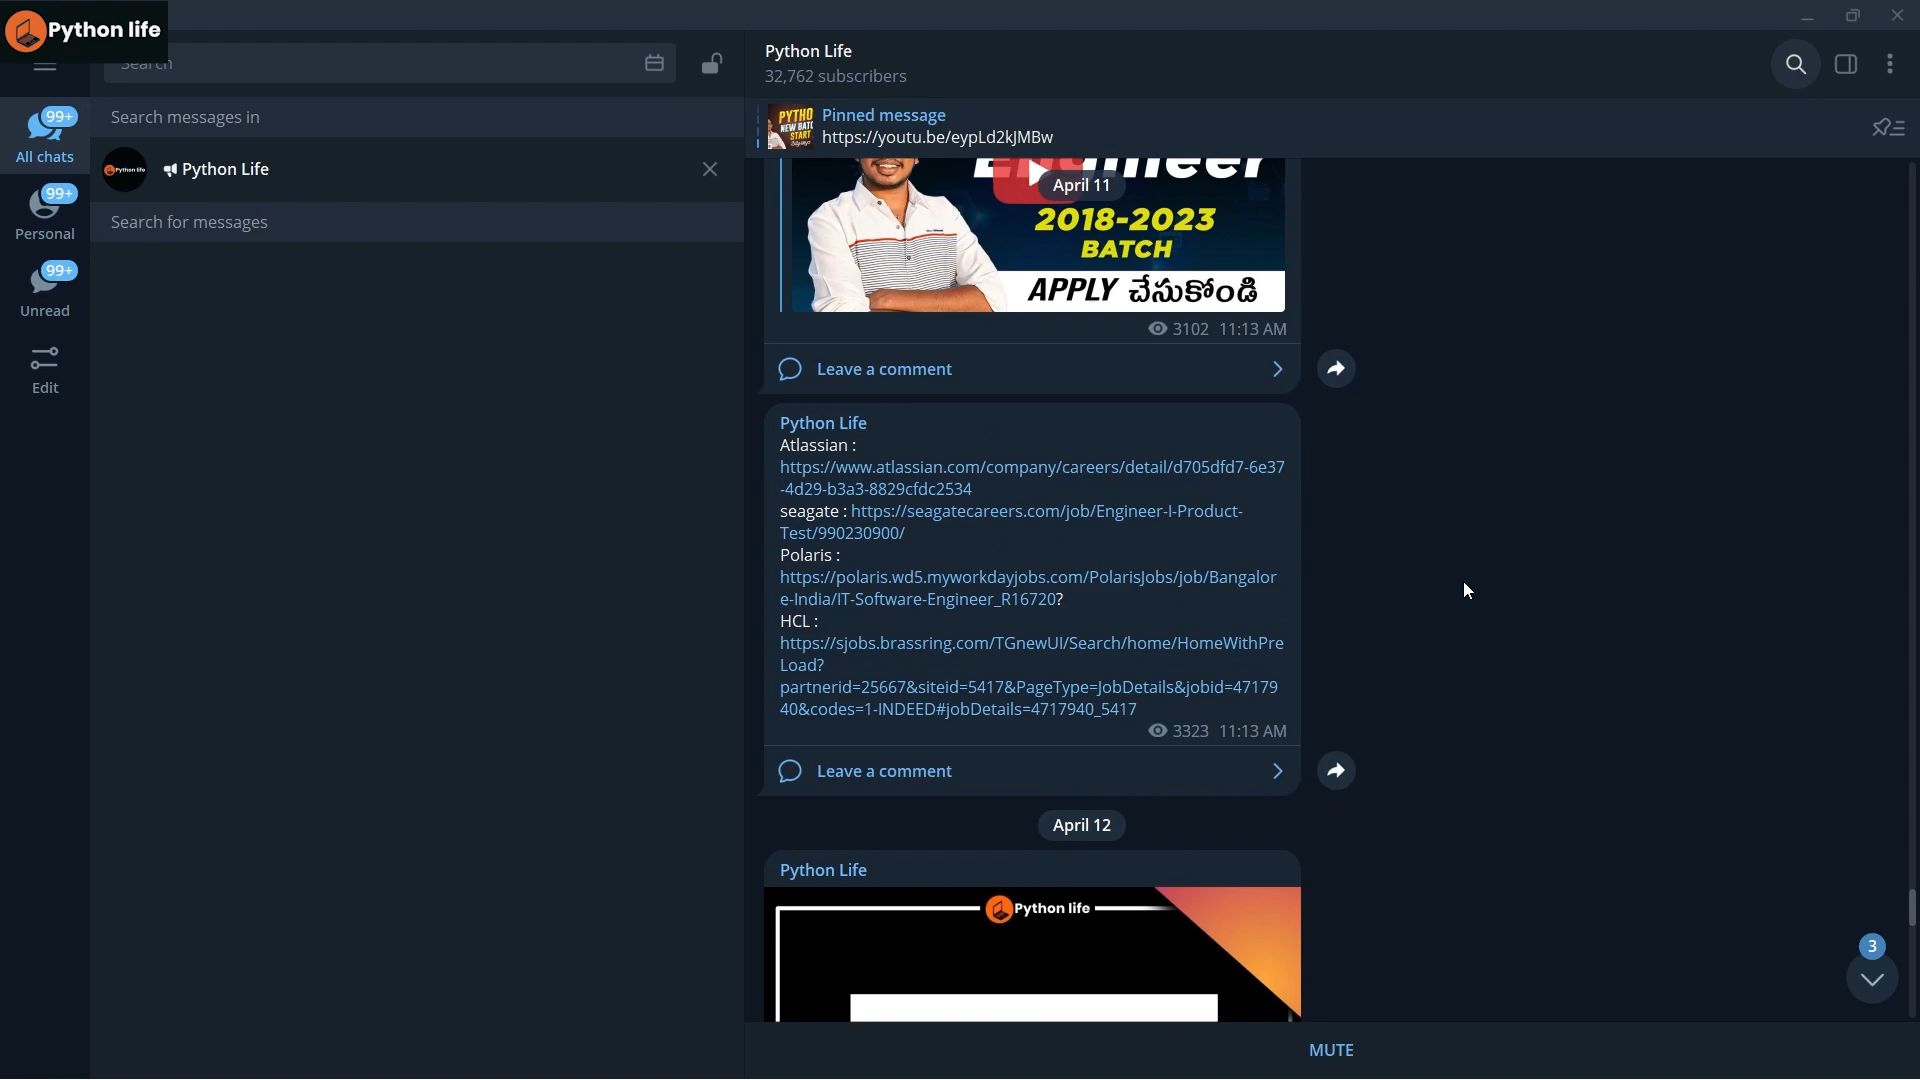 Python life
Search
Python Life
32,762 subscribers
99+
All chats
99+
Personal
99+
Unread
Edit
Search messages in
Python Life
Search for messages
Pinned message
https://youtu.be/eypLd2kJMBw
PYTHO
NEW BATC
START
Engineer
April 11
2018-2023
BATCH
APPLY చేసుకోండి
3102 11:13 AM
Leave a comment
Python Life
Atlassian :
https://www.atlassian.com/company/careers/detail/d705dfd7-6e37
-4d29-b3a3-8829cfdc2534
seagate : https://seagatecareers.com/job/Engineer-I-Product-
Test/990230900/
Polaris :
https://polaris.wd5.myworkdayjobs.com/PolarisJobs/job/Bangalor
e-India/IT-Software-Engineer_R16720?
HCL :
https://sjobs.brassring.com/TGnewUI/Search/home/HomeWithPre
Load?
partnerid=25667&siteid=5417&PageType=JobDetails&jobid=47179
40&codes=1-INDEED#jobDetails=4717940_5417
3323 11:13 AM
Leave a comment
April 12
Python Life
Python life
3
MUTE